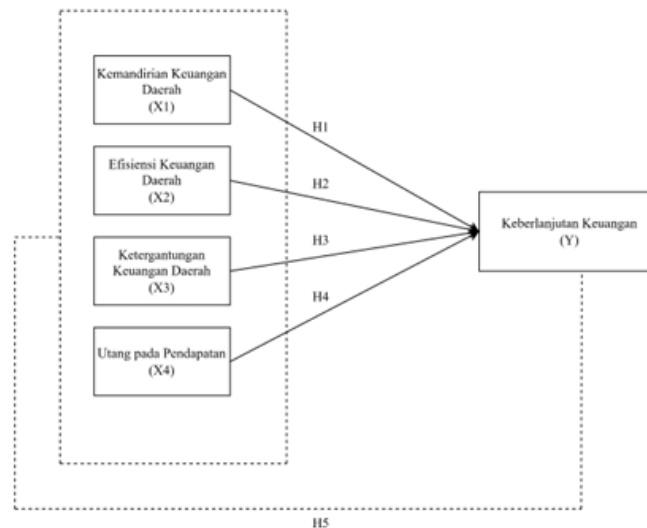 Kemandirian Keuangan
Daerah
(X1)
H1
Efisiensi Keuangan
Daerah
(X2)
H2
Keberlanjutan Keuangan
(Y)
Ketergantungan
Keuangan Daerah
(X3)
H3
H4
Utang pada Pendapatan
(X4)
H5